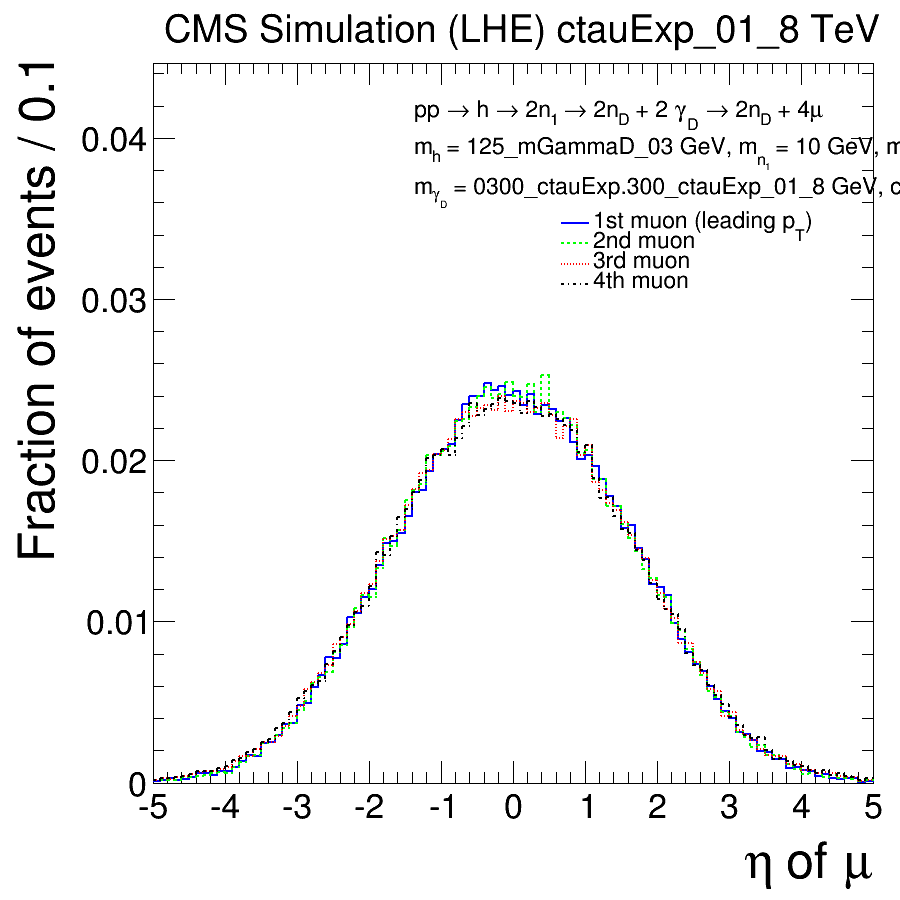 CMS Simulation (LHE) ctauExp_01_8 TeV
Fraction of events / 0.1
pp → h → 2n1 → 2nD + 2 γD → 2nD + 4μ
mh = 125_mGammaD_03 GeV, mn1 = 10 GeV, m
mγD = 0300_ctauExp.300_ctauExp_01_8 GeV, c
1st muon (leading pT)
2nd muon
3rd muon
4th muon
0.04
0.03
0.02
0.01
0
-5 -4 -3 -2 -1 0 1 2 3 4 5
η of μ